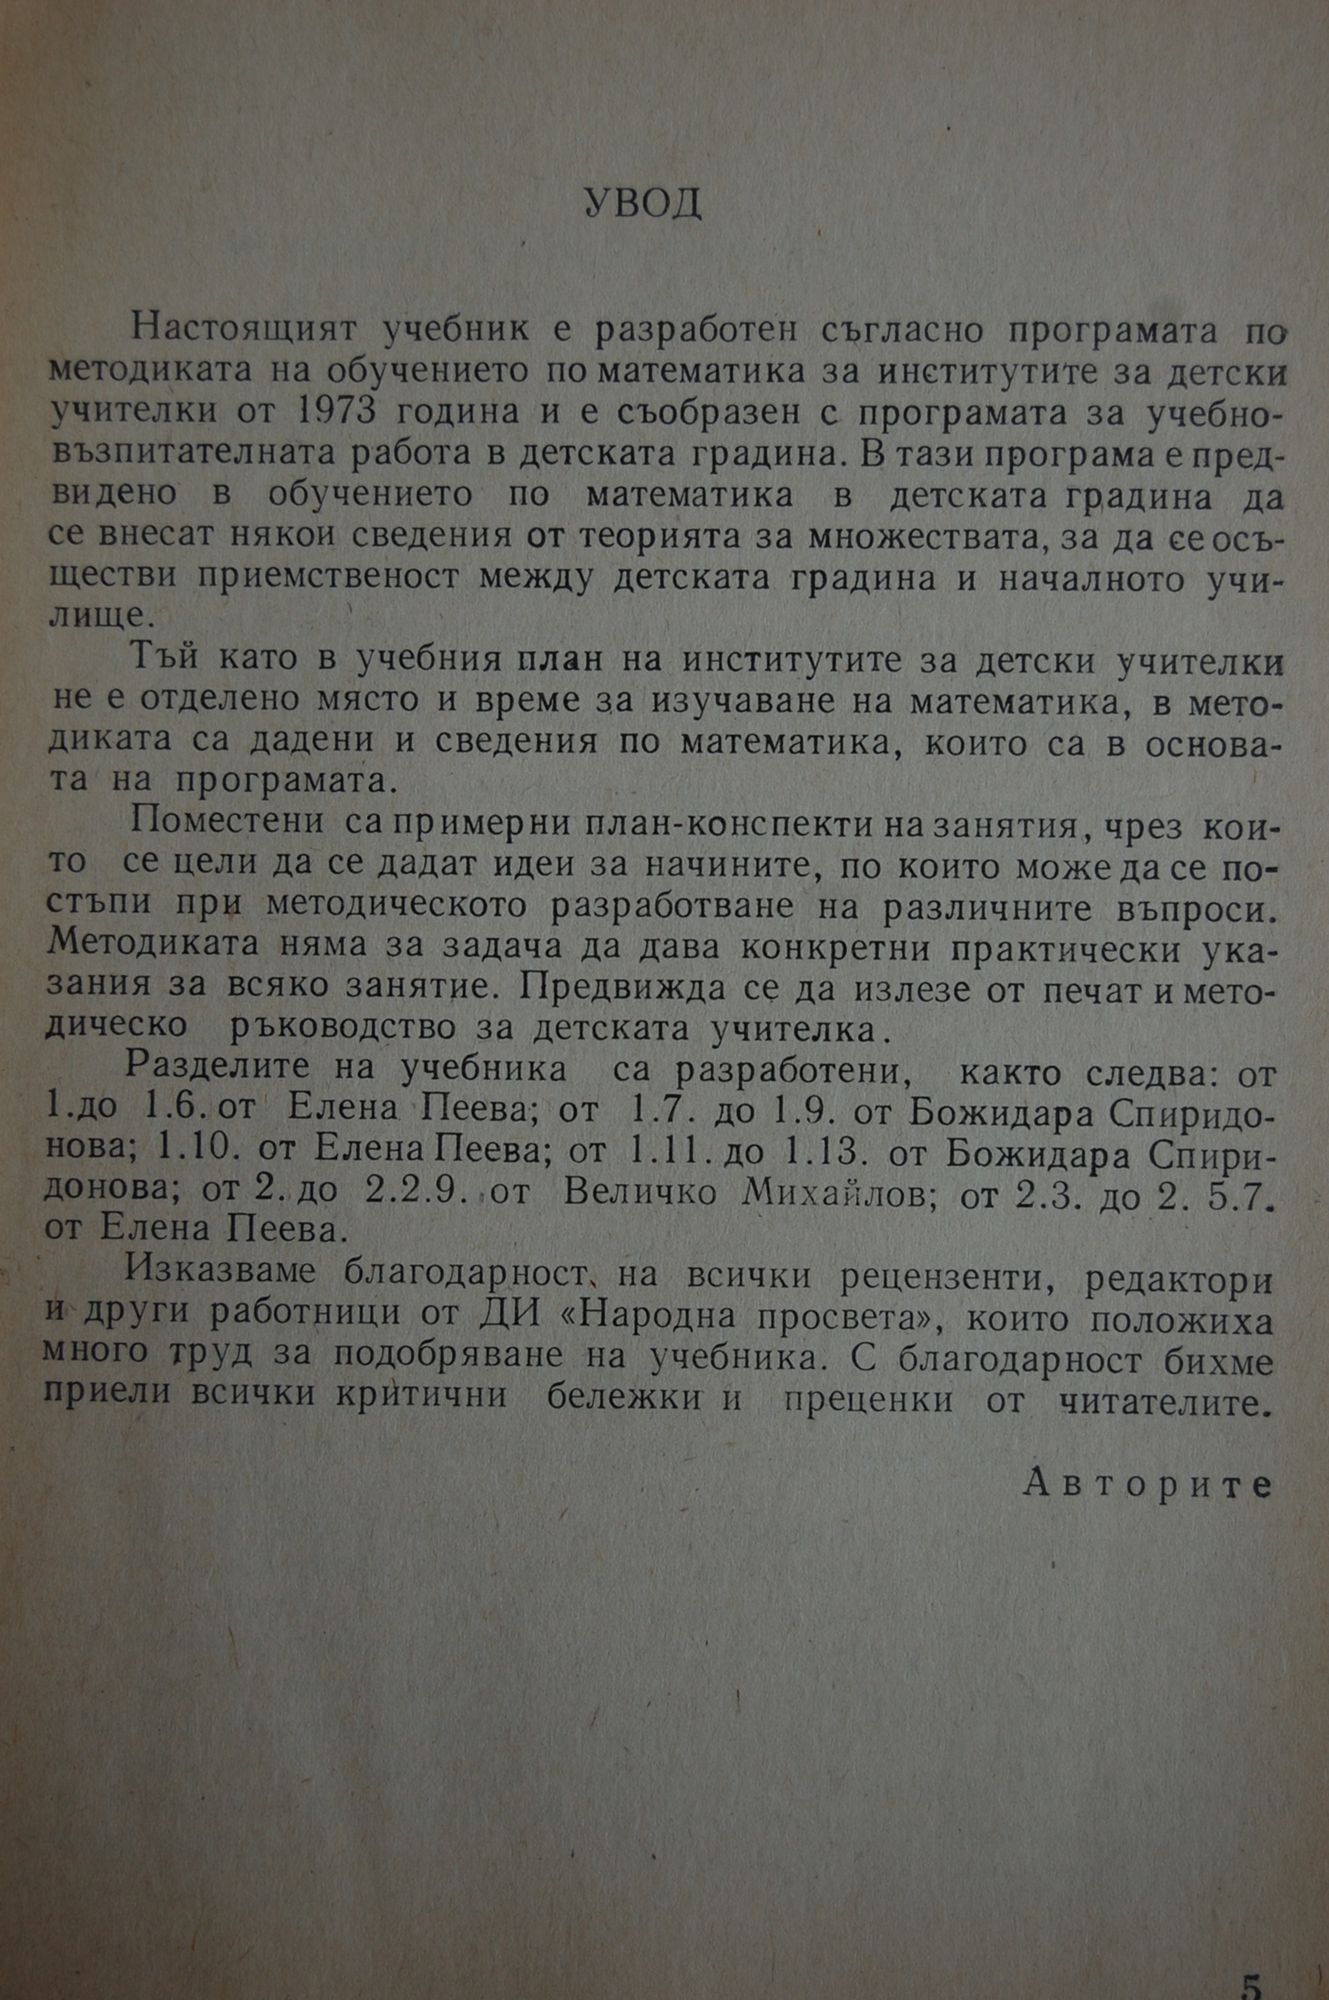 УВОД
Настоящият учебник е разработен съгласно програмата по
методиката на обучението по математика за институтите за детски
учителки от 1973 година и е съобразен с програмата за учебно-
възпитателната работа в детската градина. В тази програма е пред-
видено в обучението по математика в детската градина да
се внесат някои сведения от теорията за множествата, за да се осъ-
ществи приемственост между детската градина и началното учи-
лище.
Тъй като в учебния план на институтите за детски учителки
не е отделено място и време за изучаване на математика, в мето-
диката са дадени и сведения по математика, които са в основа-
та на програмата.
Поместени са примерни план-конспекти на занятия, чрез кои-
то се цели да се дадат идеи за начините, по които може да се по-
стъпи при методическото разработване на различните въпроси.
Методиката няма за задача да дава конкретни практически ука-
зания за всяко занятие. Предвижда се да излезе от печат и мето-
дическо ръководство за детската учителка.
Разделите на учебника са разработени, както следва: от
1. до 1.6. от Елена Пеева; от 1.7. до 1.9. от Божидара Спиридо-
нова; 1.10. от Елена Пеева; от 1.11. до 1.13. от Божидара Спири-
донова; от 2. до 2.2.9. от Величко Михайлов; от 2.3. до 2. 5.7.
от Елена Пеева.
Изказваме благодарност на всички рецензенти, редактори
и други работници от ДИ «Народна просвета», които положиха
много труд за подобряване на учебника. С благодарност бихме
приели всички критични бележки и преценки от читателите.
Авторите
5